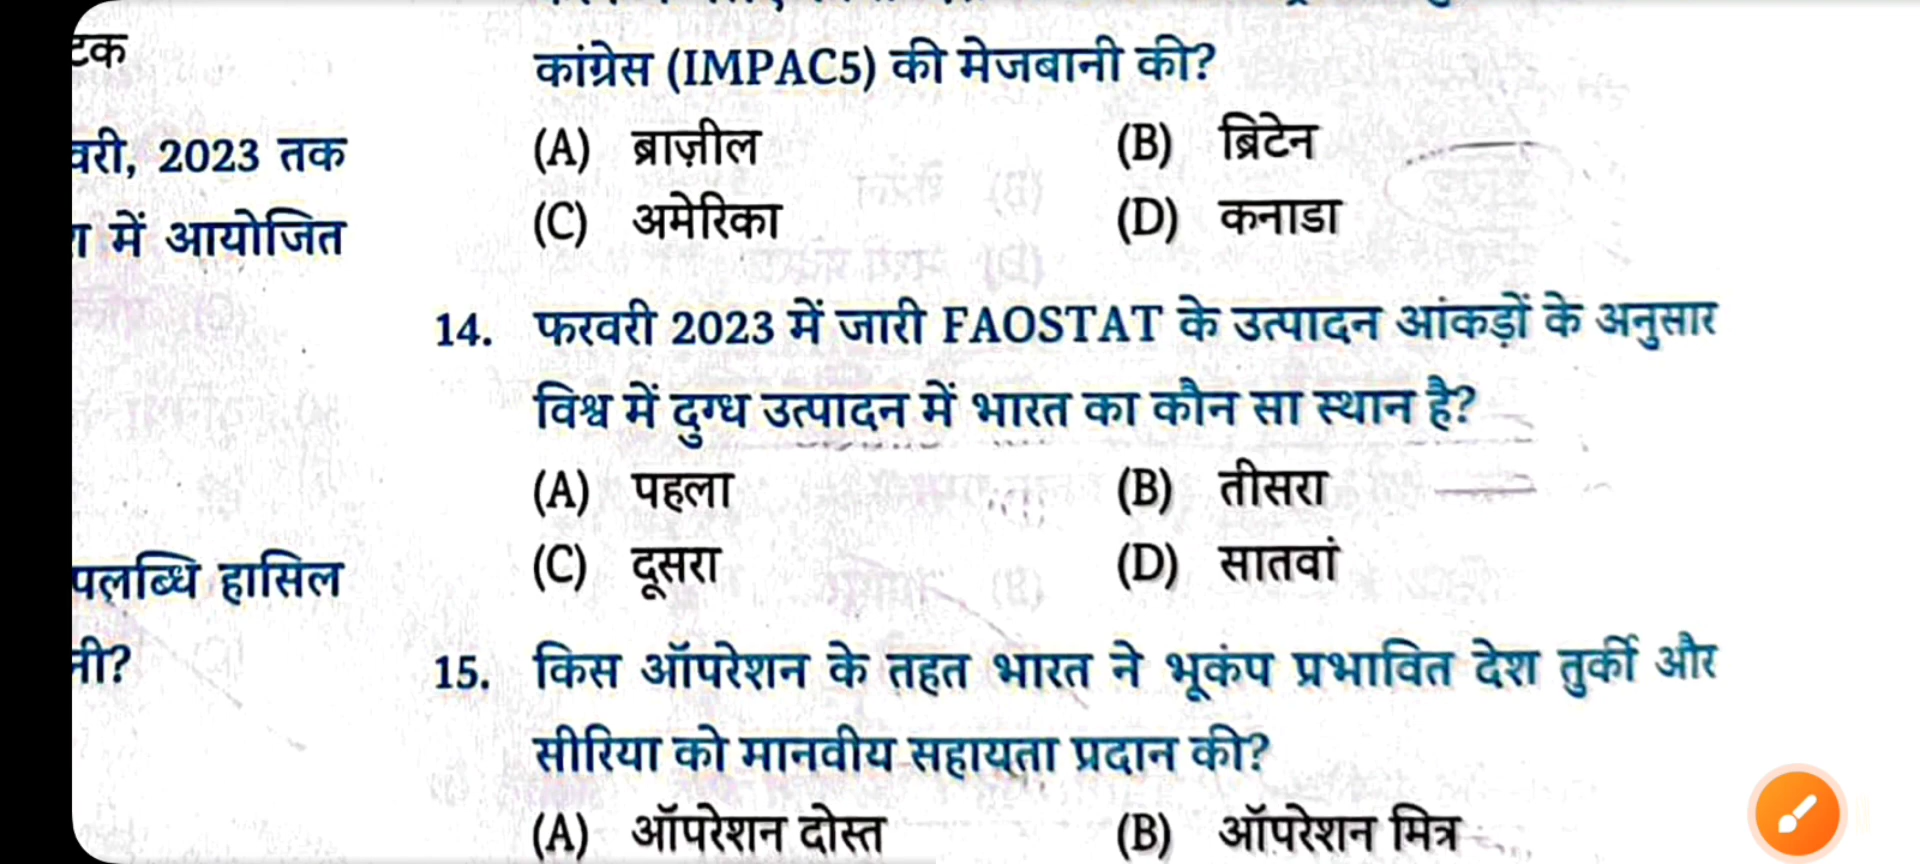 टक
वरी, 2023 तक
में आयोजित
पलब्धि हासिल
नी?
कांग्रेस (IMPAC5) की मेजबानी की?
(A) ब्राज़ील (B) ब्रिटेन
(C) अमेरिका (D) कनाडा
14. फरवरी 2023 में जारी FAOSTAT के उत्पादन आंकड़ों के अनुसार
विश्व में दुग्ध उत्पादन में भारत का कौन सा स्थान है?
(A) पहला (B) तीसरा
(C) दूसरा (D) सातवां
15. किस ऑपरेशन के तहत भारत ने भूकंप प्रभावित देश तुर्की और
सीरिया को मानवीय सहायता प्रदान की?
(A) ऑपरेशन दोस्त (B) ऑपरेशन मित्र